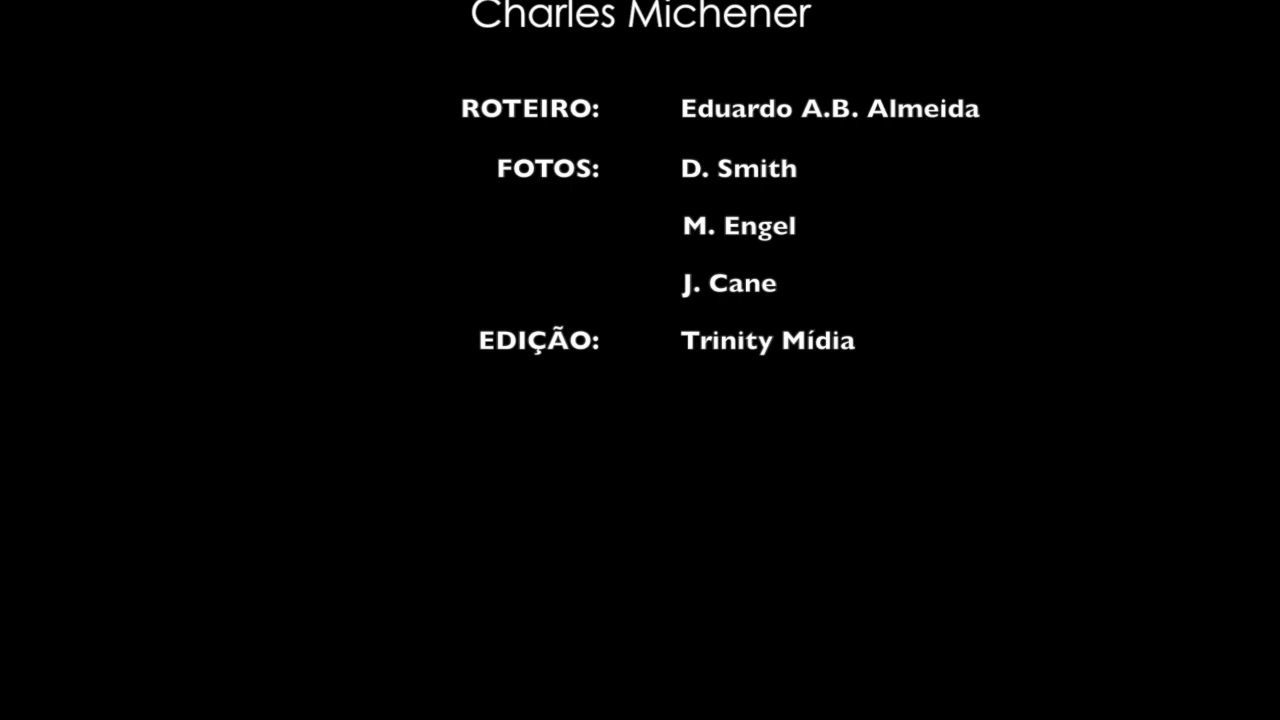 Charles Michener
ROTEIRO: Eduardo A.B. Almeida
FOTOS: D. Smith
M. Engel
J. Cane
EDIÇÃO: Trinity Mídia